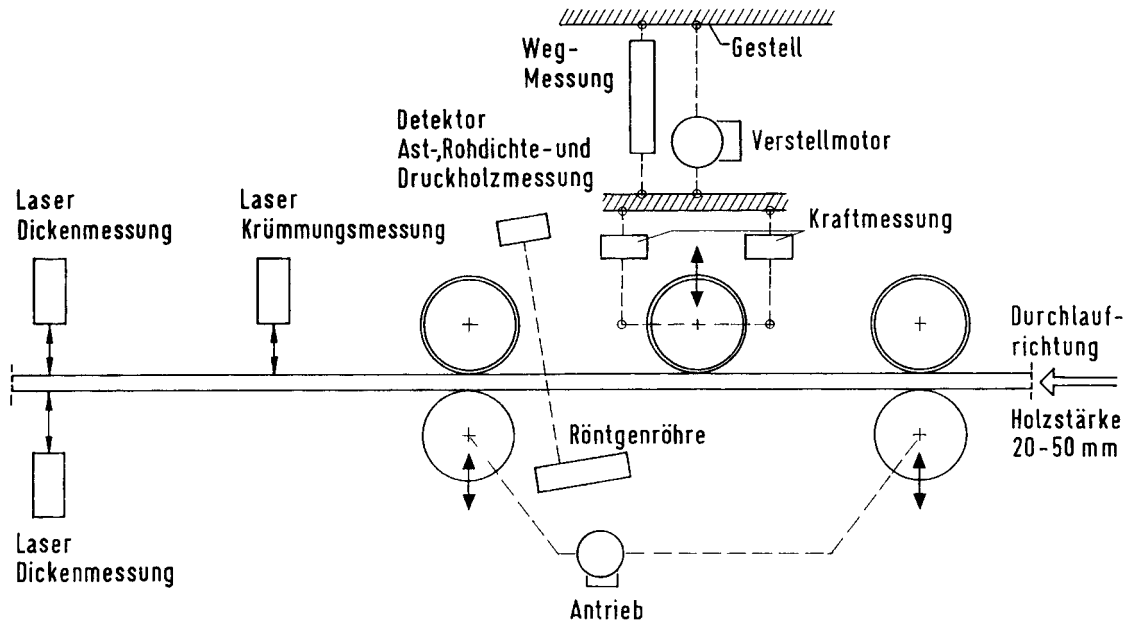 Weg-
Messung
Gestell
Detektor
Ast-,Rohdichte-und
Druckholzmessung
Verstellmotor
Laser
Dickenmessung
Laser
Krümmungsmessung
Kraftmessung
Durchlauf-
richtung
Holzstärke
20-50 mm
Röntgenröhre
Laser
Dickenmessung
Antrieb